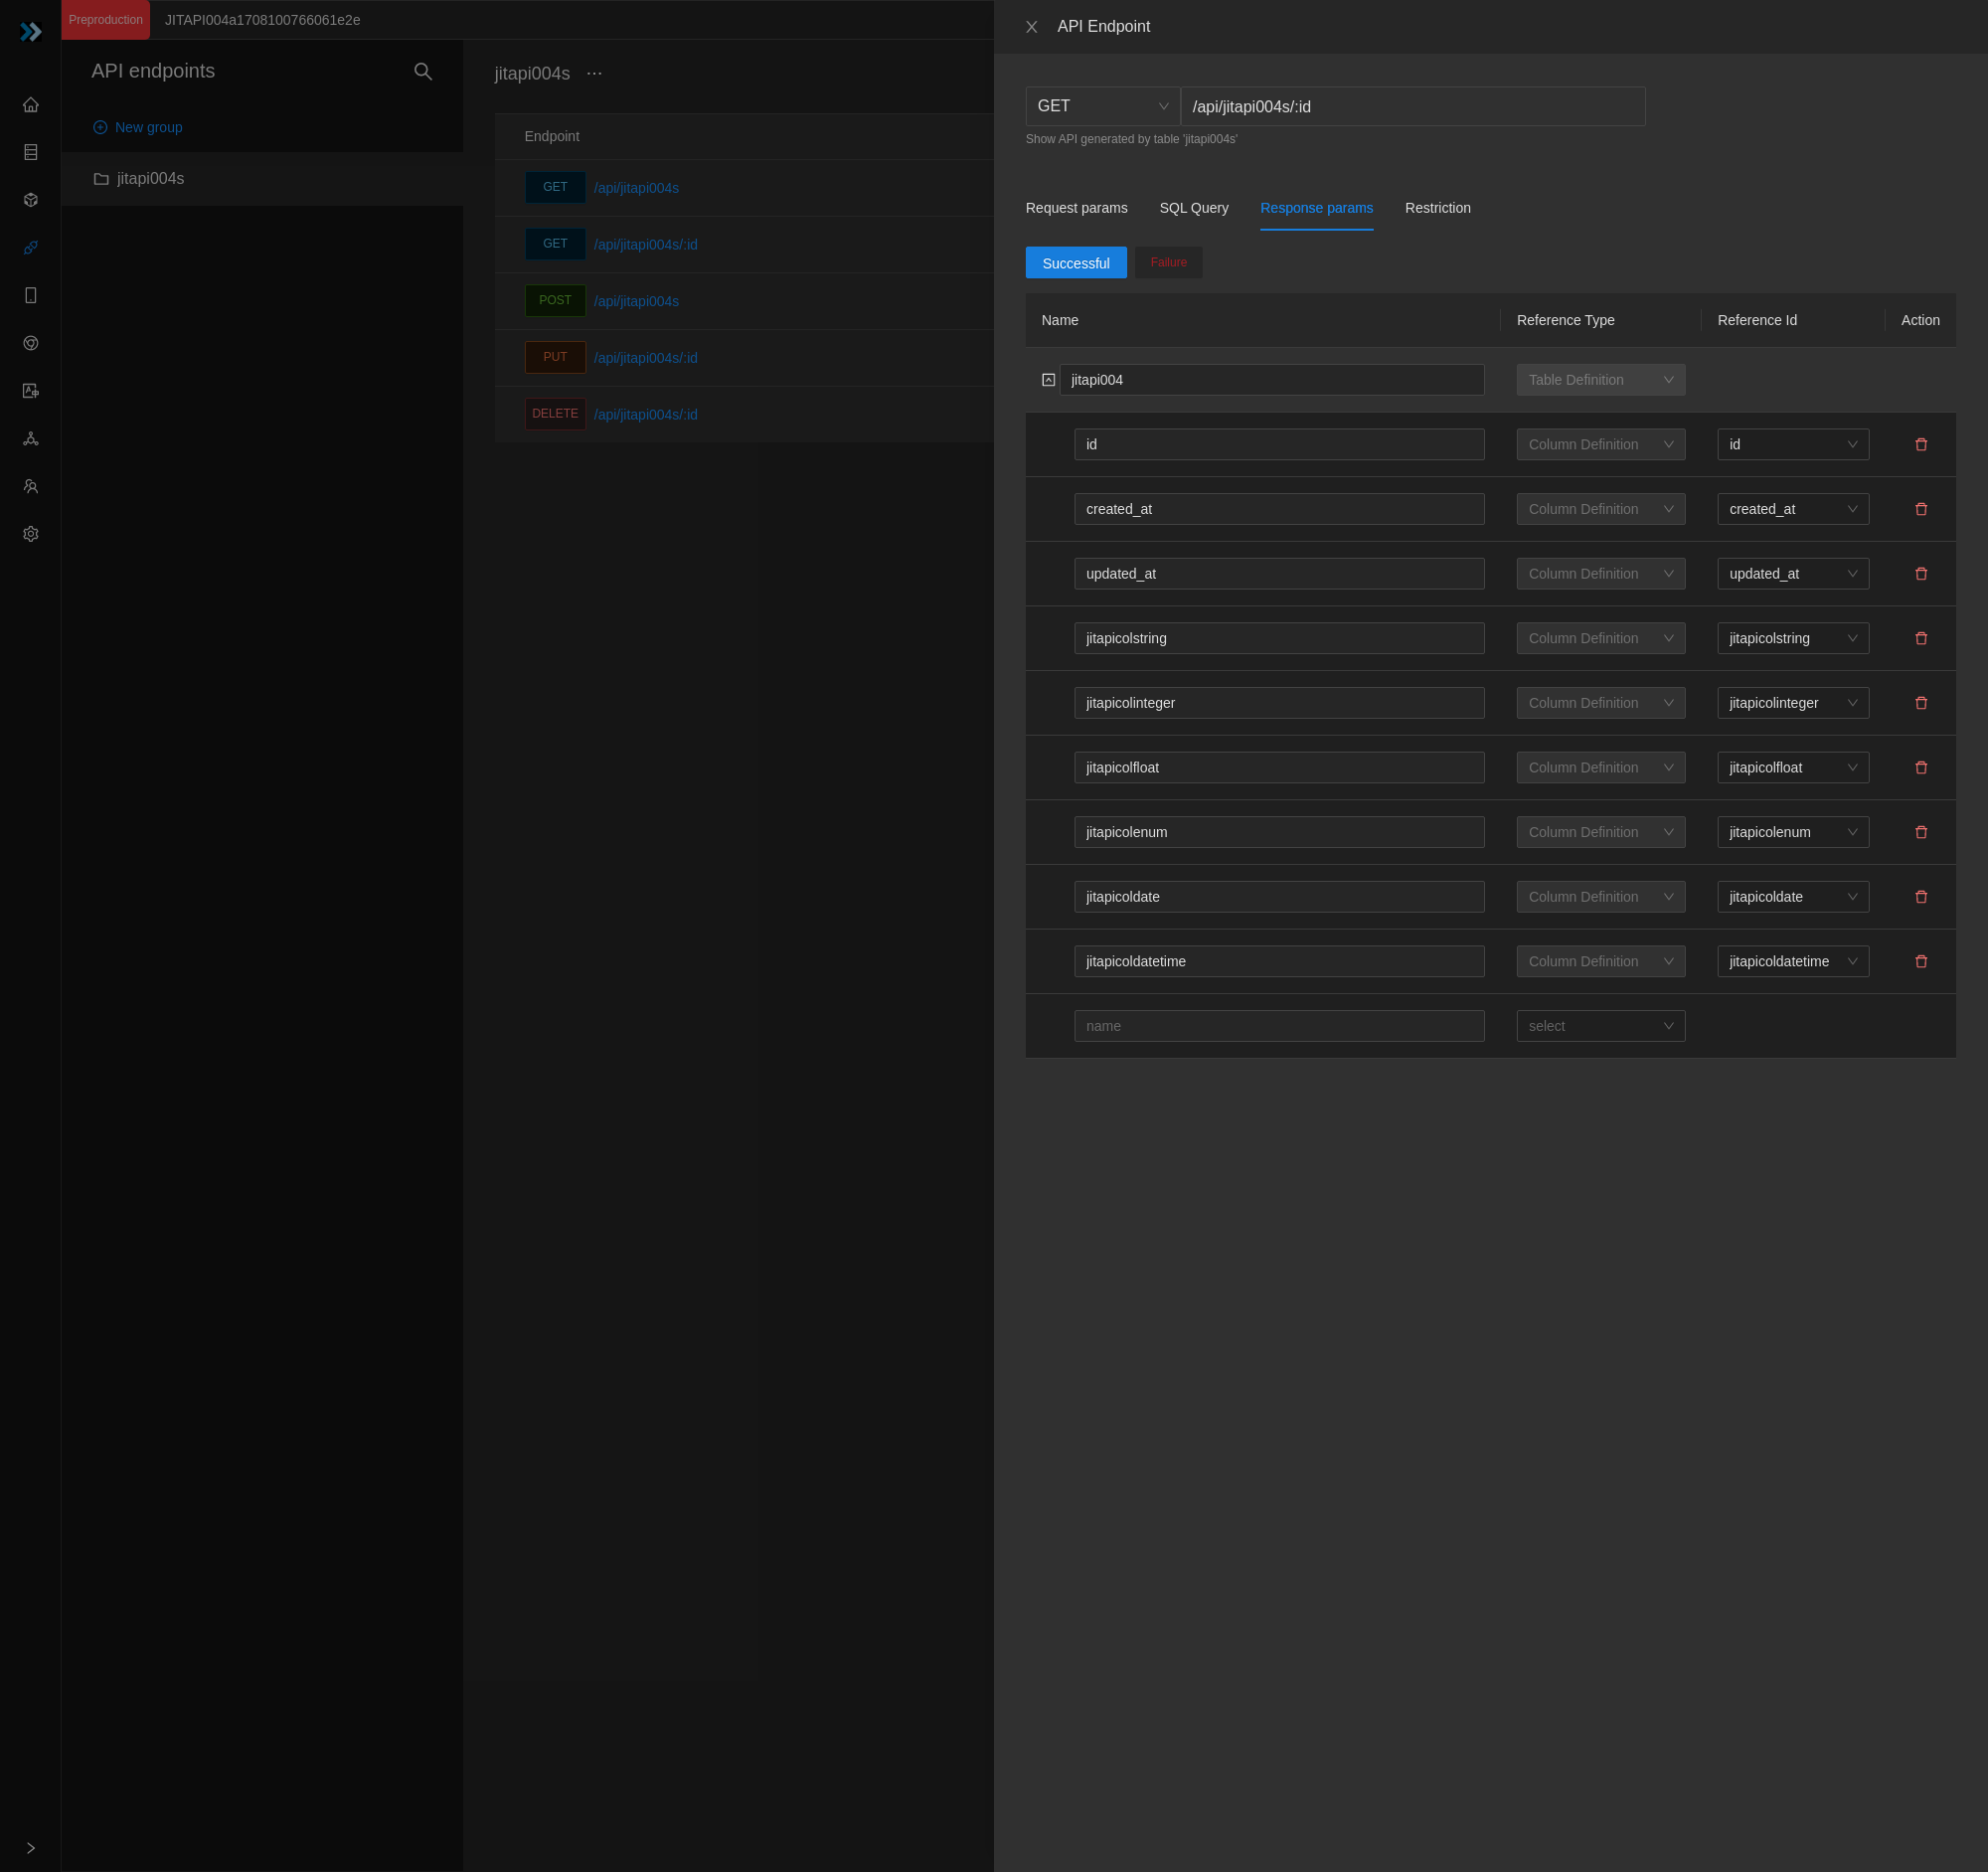 Preproduction
JITAPI004a1708100766061e2e
API endpoints
New group
jitapi004s
jitapi004s ...
Endpoint
GET /api/jitapi004s
GET /api/jitapi004s/:id
POST /api/jitapi004s
PUT /api/jitapi004s/:id
DELETE /api/jitapi004s/:id
API Endpoint
GET /api/jitapi004s/:id
Show API generated by table 'jitapi004s'
Request params SQL Query Response params Restriction
Successful Failure
Name Reference Type Reference Id Action
jitapi004 Table Definition
id Column Definition id
created_at Column Definition created_at
updated_at Column Definition updated_at
jitapicolstring Column Definition jitapicolstring
jitapicolinteger Column Definition jitapicolinteger
jitapicolfloat Column Definition jitapicolfloat
jitapicolenum Column Definition jitapicolenum
jitapicoldate Column Definition jitapicoldate
jitapicoldatetime Column Definition jitapicoldatetime
name select